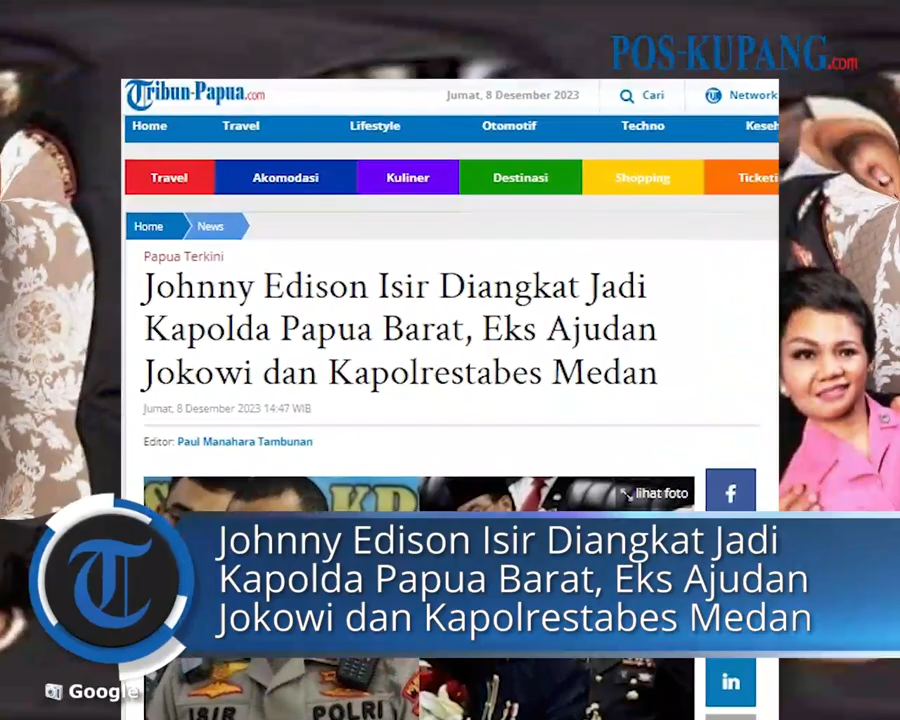 POS-KUPANG.com
Tribun-Papua.com
Jumat, 8 Desember 2023
Cari
Network
Home Travel Lifestyle Otomotif Techno Keseh
Travel Akomodasi Kuliner Destinasi Shopping Ticketi
Home News
Papua Terkini
Johnny Edison Isir Diangkat Jadi
Kapolda Papua Barat, Eks Ajudan
Jokowi dan Kapolrestabes Medan
Jumat, 8 Desember 2023 14:47 WIB
Editor: Paul Manahara Tambunan
lihat foto
f
Johnny Edison Isir Diangkat Jadi
Kapolda Papua Barat, Eks Ajudan
Jokowi dan Kapolrestabes Medan
T
in
Google
ISIR POLRI